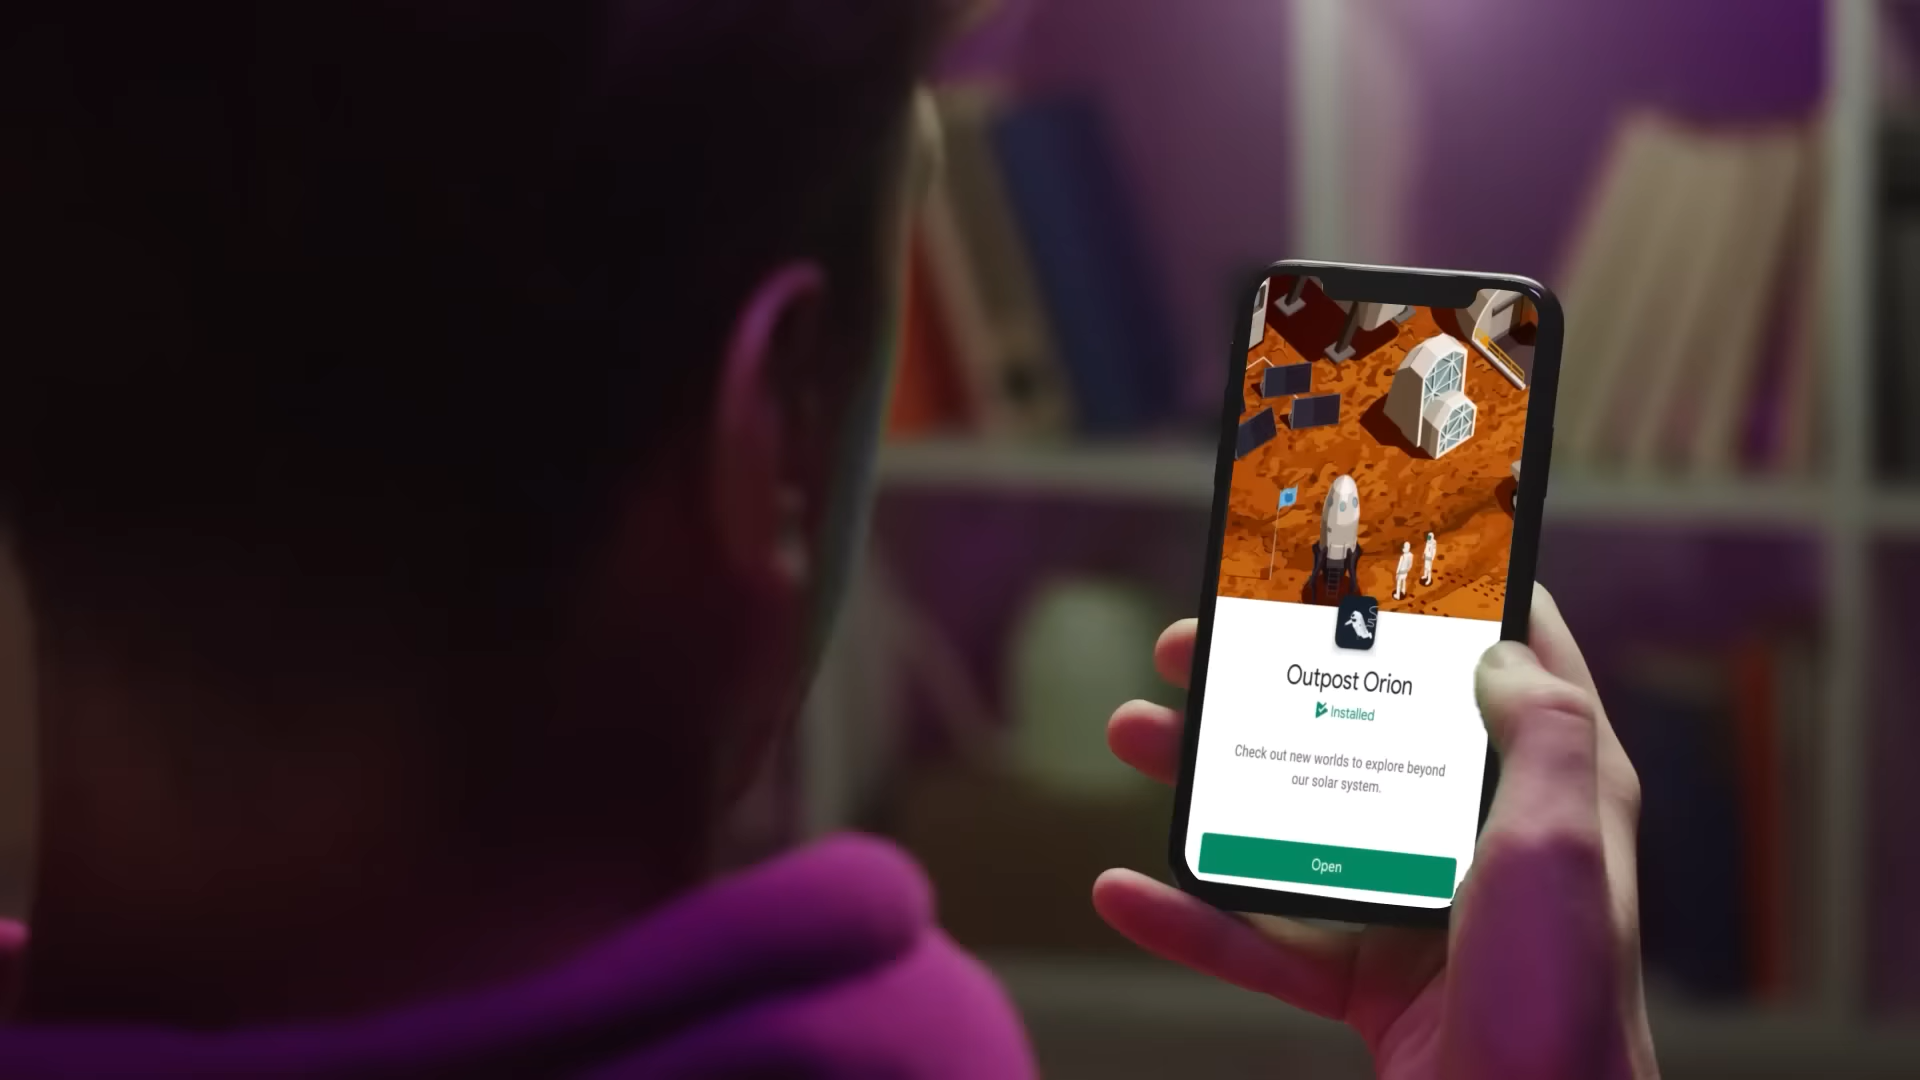 Outpost Orion
Installed
Check out new worlds to explore beyond
our solar system.
Open